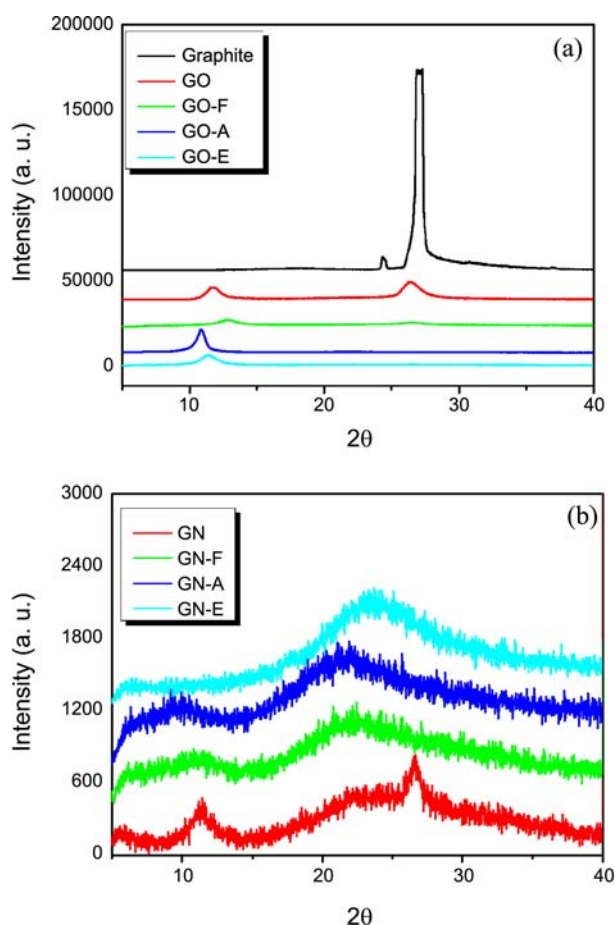 200000
(a)
Graphite
GO
150000
GO-F
GO-A
GO-E
100000
50000
0
Intensity (a. u.)
10 20 30 40
2θ
3000
(b)
GN
GN-F
2400
GN-A
GN-E
1800
1200
600
0
Intensity (a. u.)
10 20 30 40
2θ